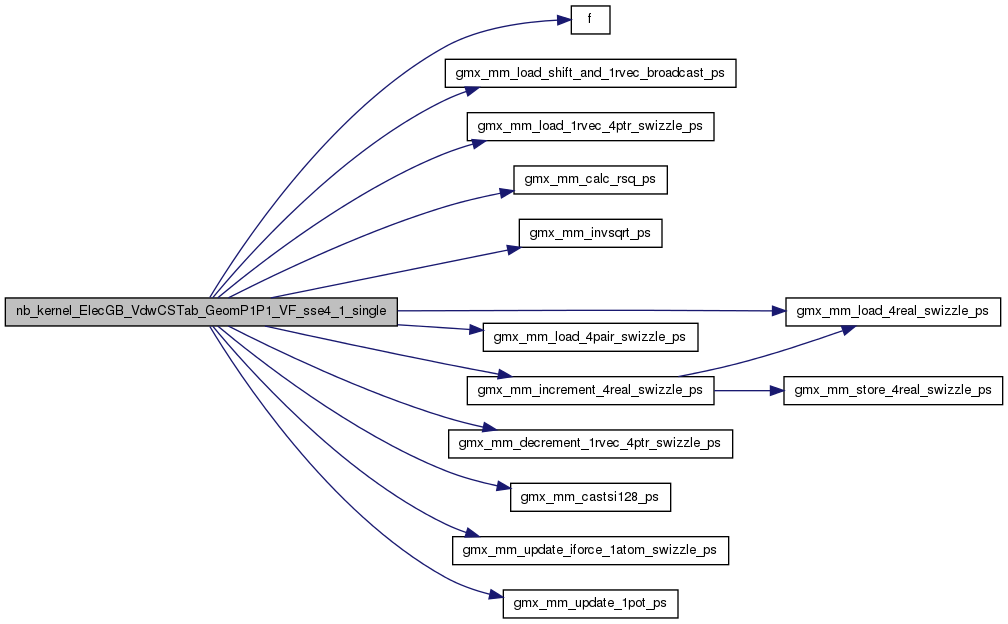 f
gmx_mm_load_shift_and_1rvec_broadcast_ps
gmx_mm_load_1rvec_4ptr_swizzle_ps
gmx_mm_calc_rsq_ps
gmx_mm_invsqrt_ps
nb_kernel_ElecGB_VdwCSTab_GeomP1P1_VF_sse4_1_single
gmx_mm_load_4real_swizzle_ps
gmx_mm_load_4pair_swizzle_ps
gmx_mm_increment_4real_swizzle_ps
gmx_mm_store_4real_swizzle_ps
gmx_mm_decrement_1rvec_4ptr_swizzle_ps
gmx_mm_castsi128_ps
gmx_mm_update_iforce_1atom_swizzle_ps
gmx_mm_update_1pot_ps